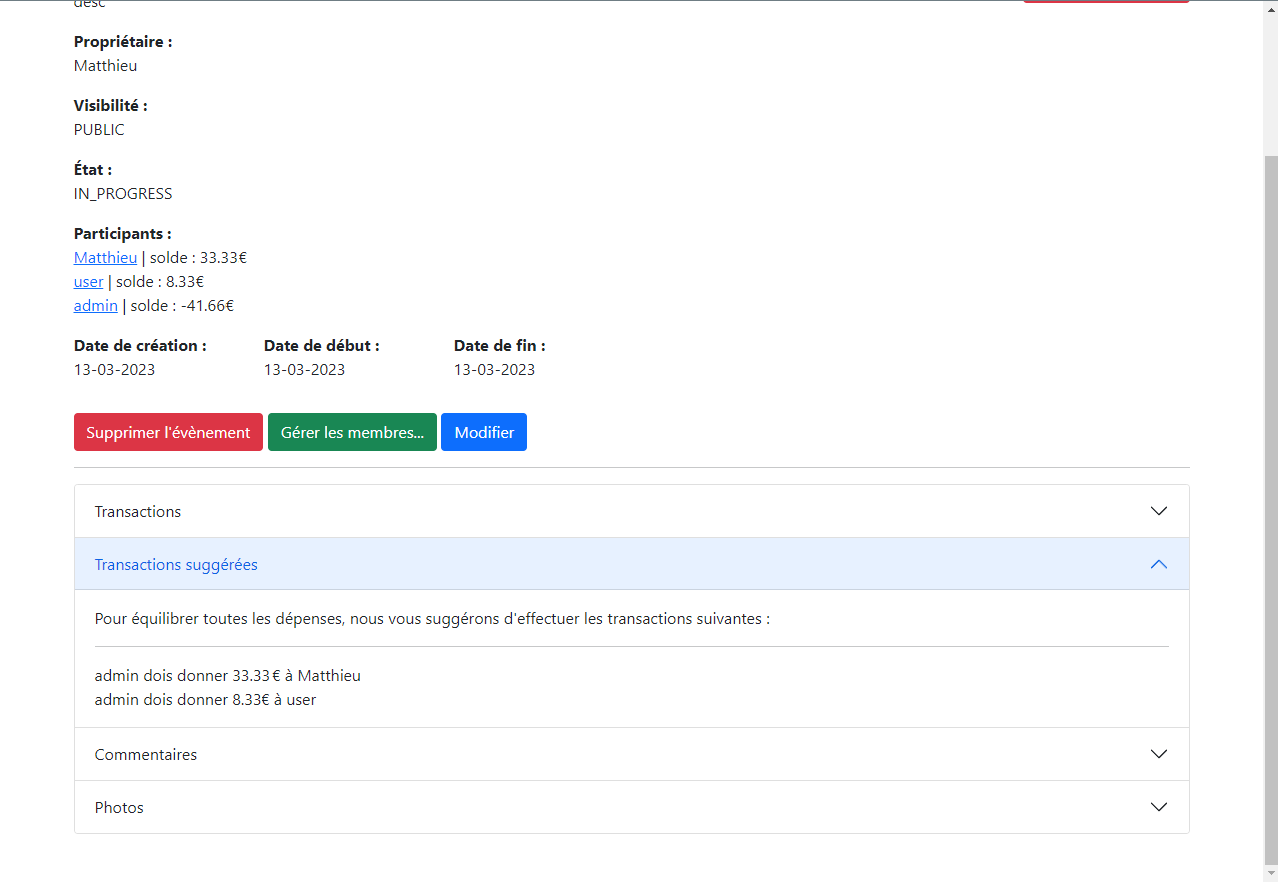 desc
Propriétaire :
Matthieu
Visibilité :
PUBLIC
État :
IN_PROGRESS
Participants :
Matthieu | solde : 33.33€
user | solde : 8.33€
admin | solde : -41.66€
Date de création : Date de début : Date de fin :
13-03-2023 13-03-2023 13-03-2023
Supprimer l'évènement Gérer les membres... Modifier
Transactions
Transactions suggérées
Pour équilibrer toutes les dépenses, nous vous suggérons d'effectuer les transactions suivantes :
admin dois donner 33.33€ à Matthieu
admin dois donner 8.33€ à user
Commentaires
Photos